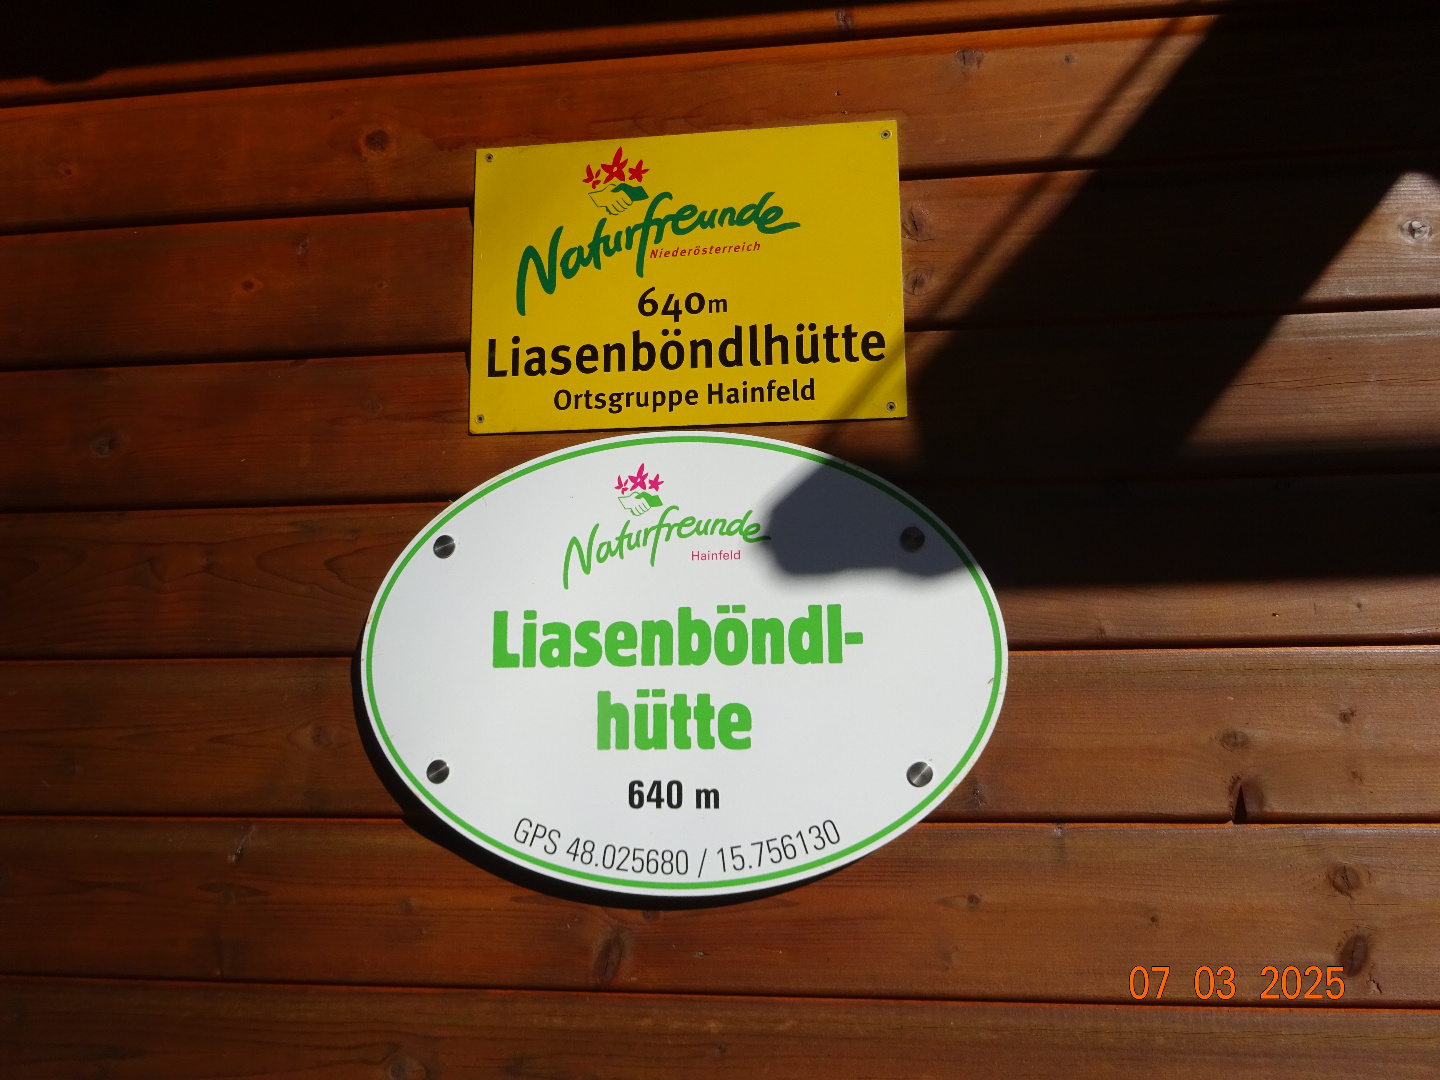 Naturfreunde
Niederösterreich
640m
Liasenböndlhütte
Ortsgruppe Hainfeld
Naturfreunde
Hainfeld
Liasenböndl-
hütte
640 m
GPS 48.025680 / 15.756130
07 03 2025